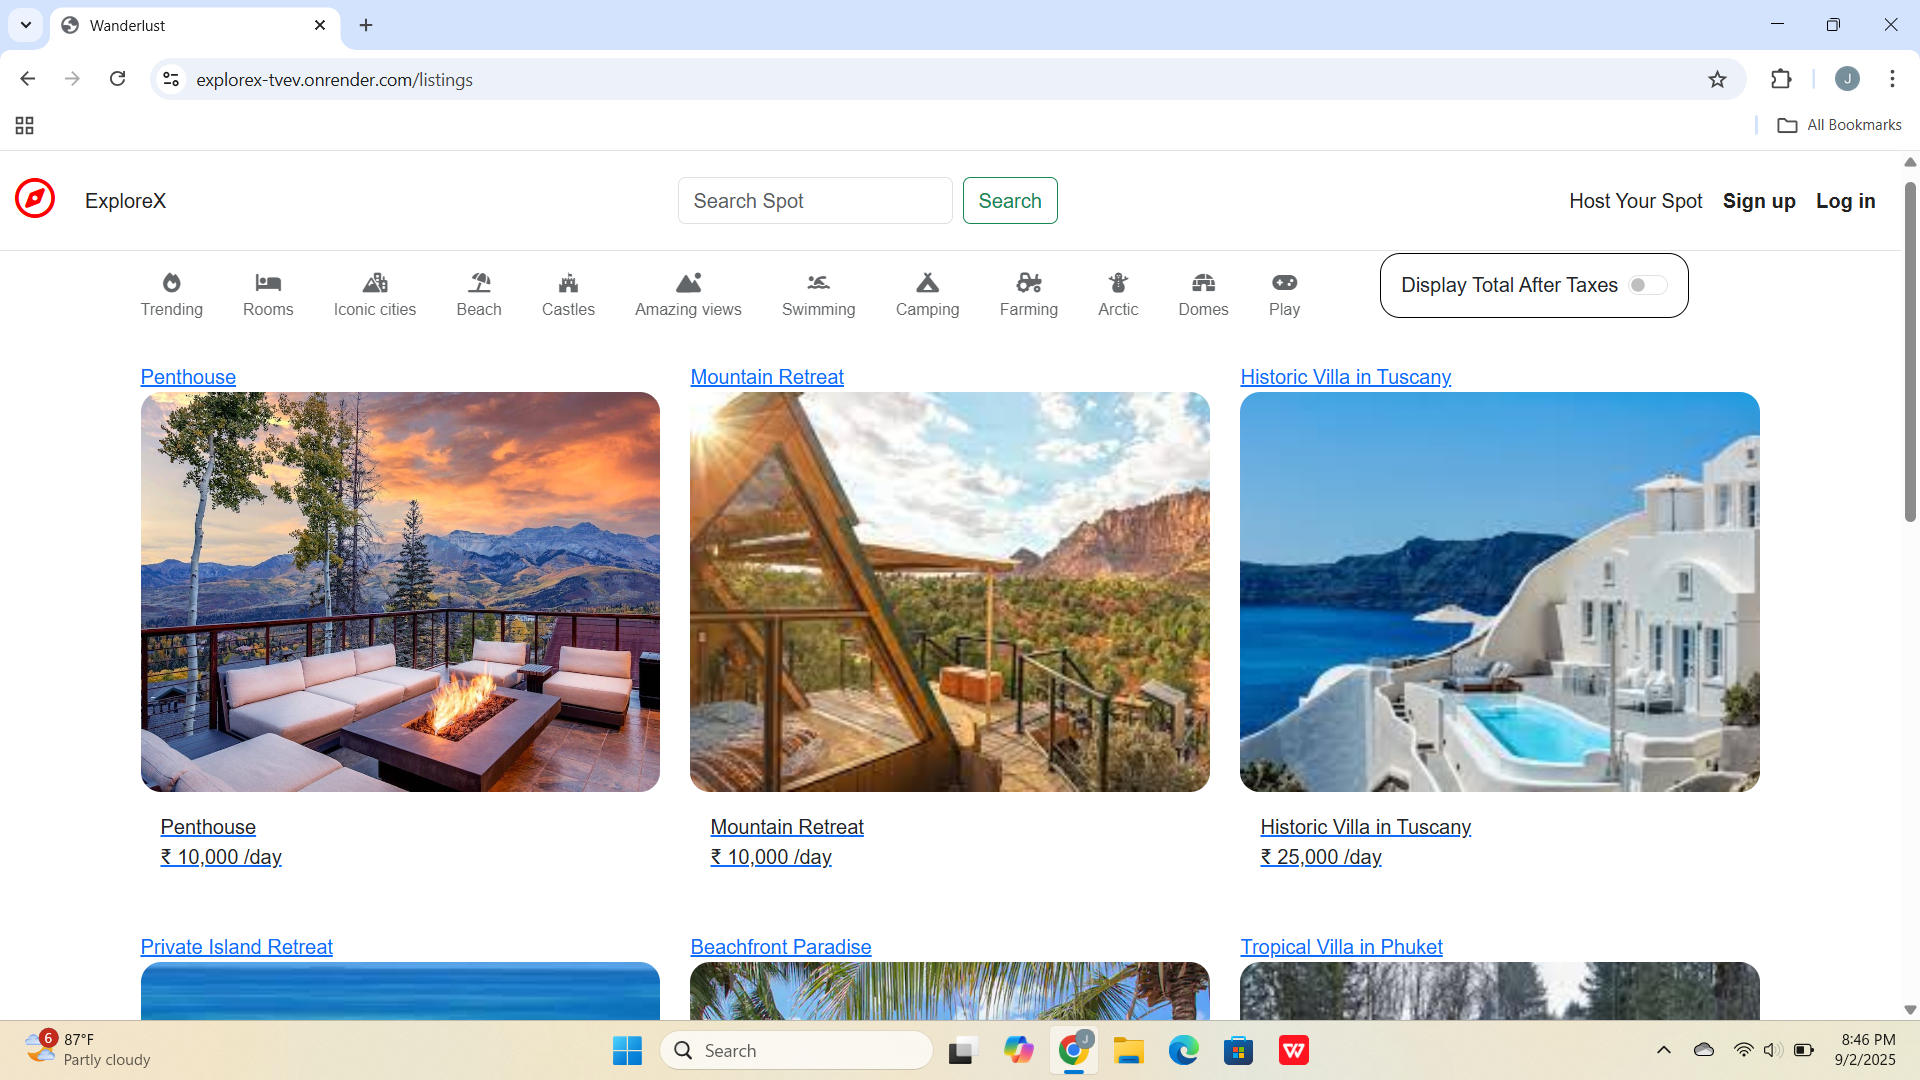 Wanderlust
explorex-tvev.onrender.com/listings
J
All Bookmarks
ExploreX
Search Spot
Search
Host Your Spot
Sign up
Log in
Trending
Rooms
Iconic cities
Beach
Castles
Amazing views
Swimming
Camping
Farming
Arctic
Domes
Play
Display Total After Taxes
Penthouse
Mountain Retreat
Historic Villa in Tuscany
Penthouse
₹ 10,000 /day
Mountain Retreat
₹ 10,000 /day
Historic Villa in Tuscany
₹ 25,000 /day
Private Island Retreat
Beachfront Paradise
Tropical Villa in Phuket
6
87°F
Partly cloudy
Search
J
W
8:46 PM
9/2/2025